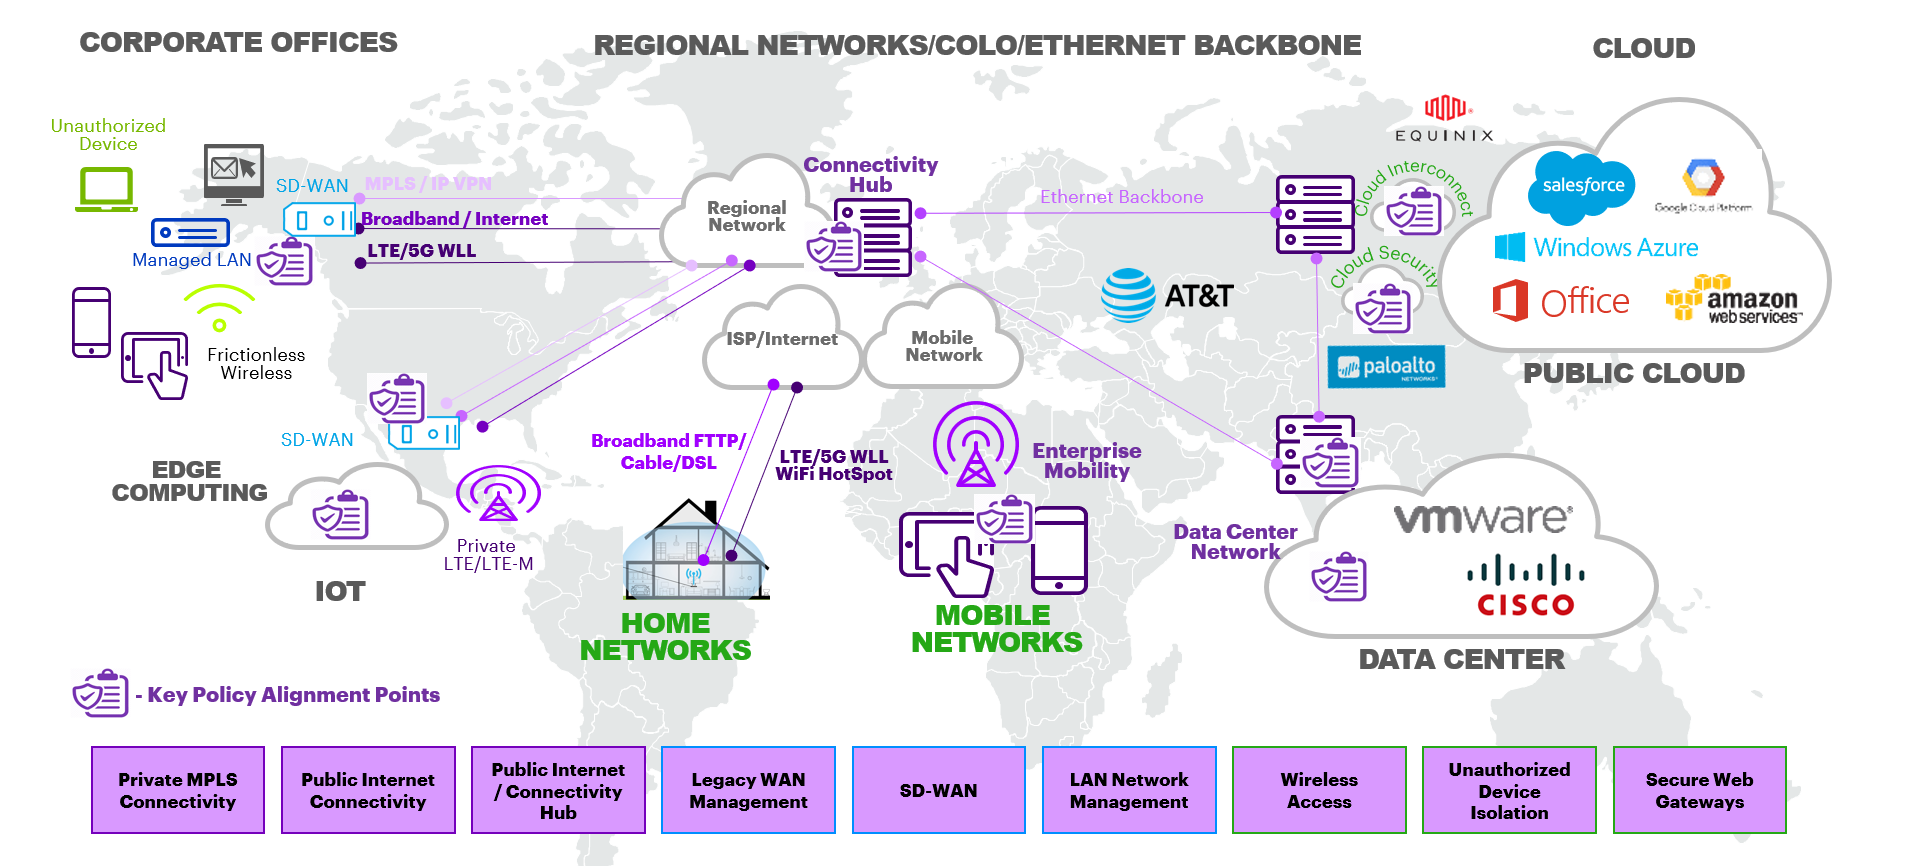 CORPORATE OFFICES
REGIONAL NETWORKS/COLO/ETHERNET BACKBONE
CLOUD
Unauthorized
Device
SD-WAN
MPLS / IP VPN
Broadband / Internet
LTE/5G WLL
Managed LAN
Frictionless
Wireless
Regional
Network
Connectivity
Hub
Ethernet Backbone
EQUINIX
Cloud Interconnect
Cloud Security
salesforce
Google Cloud Platform
Windows Azure
Office
amazon
webservices™
PUBLIC CLOUD
AT&T
paloalto
NETWORKS
ISP/Internet
Mobile
Network
SD-WAN
EDGE
COMPUTING
IOT
Private
LTE/LTE-M
Broadband FTTP/
Cable/DSL
LTE/5G WLL
WiFi HotSpot
HOME
NETWORKS
Enterprise
Mobility
MOBILE
NETWORKS
Data Center
Network
vmware®
CISCO
DATA CENTER
- Key Policy Alignment Points
Private MPLS
Connectivity
Public Internet
Connectivity
Public Internet
/ Connectivity
Hub
Legacy WAN
Management
SD-WAN
LAN Network
Management
Wireless
Access
Unauthorized
Device
Isolation
Secure Web
Gateways